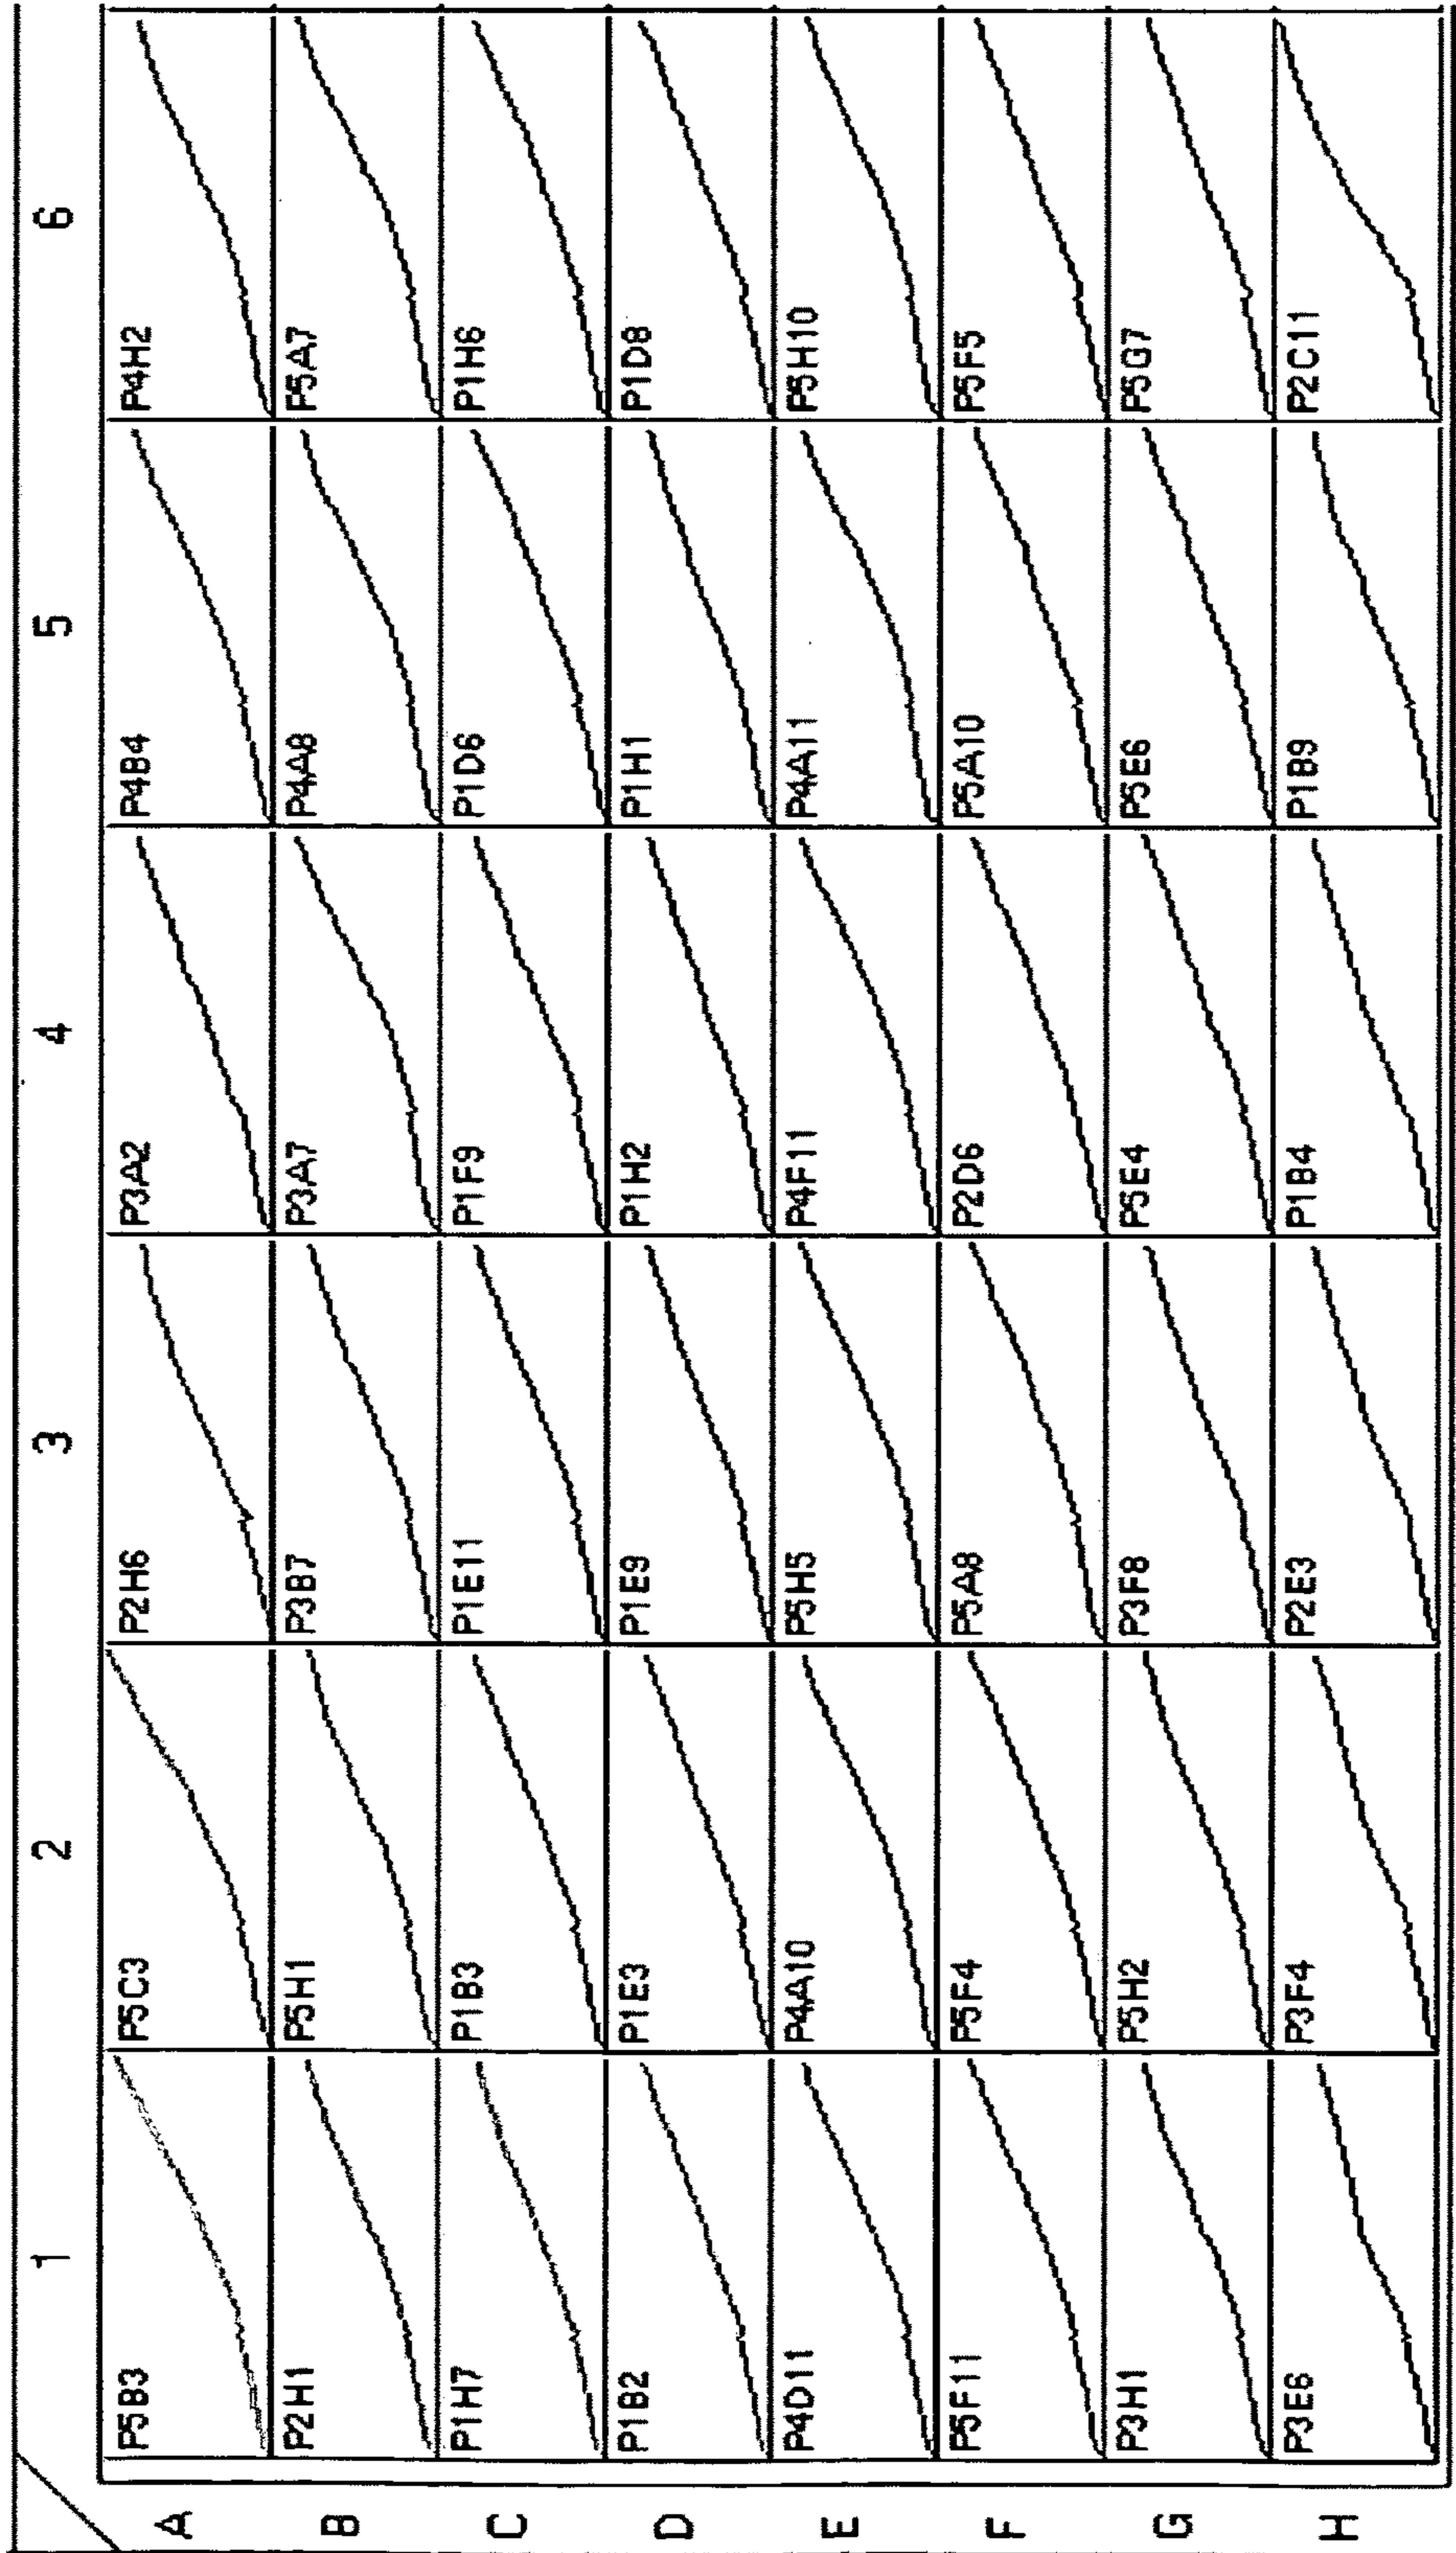 1 2 3 4 5 6
A P5B3 P5C3 P2H6 P3A2 P4B4 P4H2
B P2H1 P5H1 P3B7 P3A7 P4A8 P5A7
C P1H7 P1B3 P1E11 P1F9 P1D6 P1H6
D P1B2 P1E3 P1E9 P1H2 P1H1 P1D8
E P4D11 P4A10 P5H5 P4F11 P4A11 P5H10
F P5F11 P5F4 P5A8 P2D6 P5A10 P5F5
G P3H1 P5H2 P3F8 P5E4 P5E6 P5G7
H P3E6 P3F4 P2E3 P1B4 P1B9 P2C11